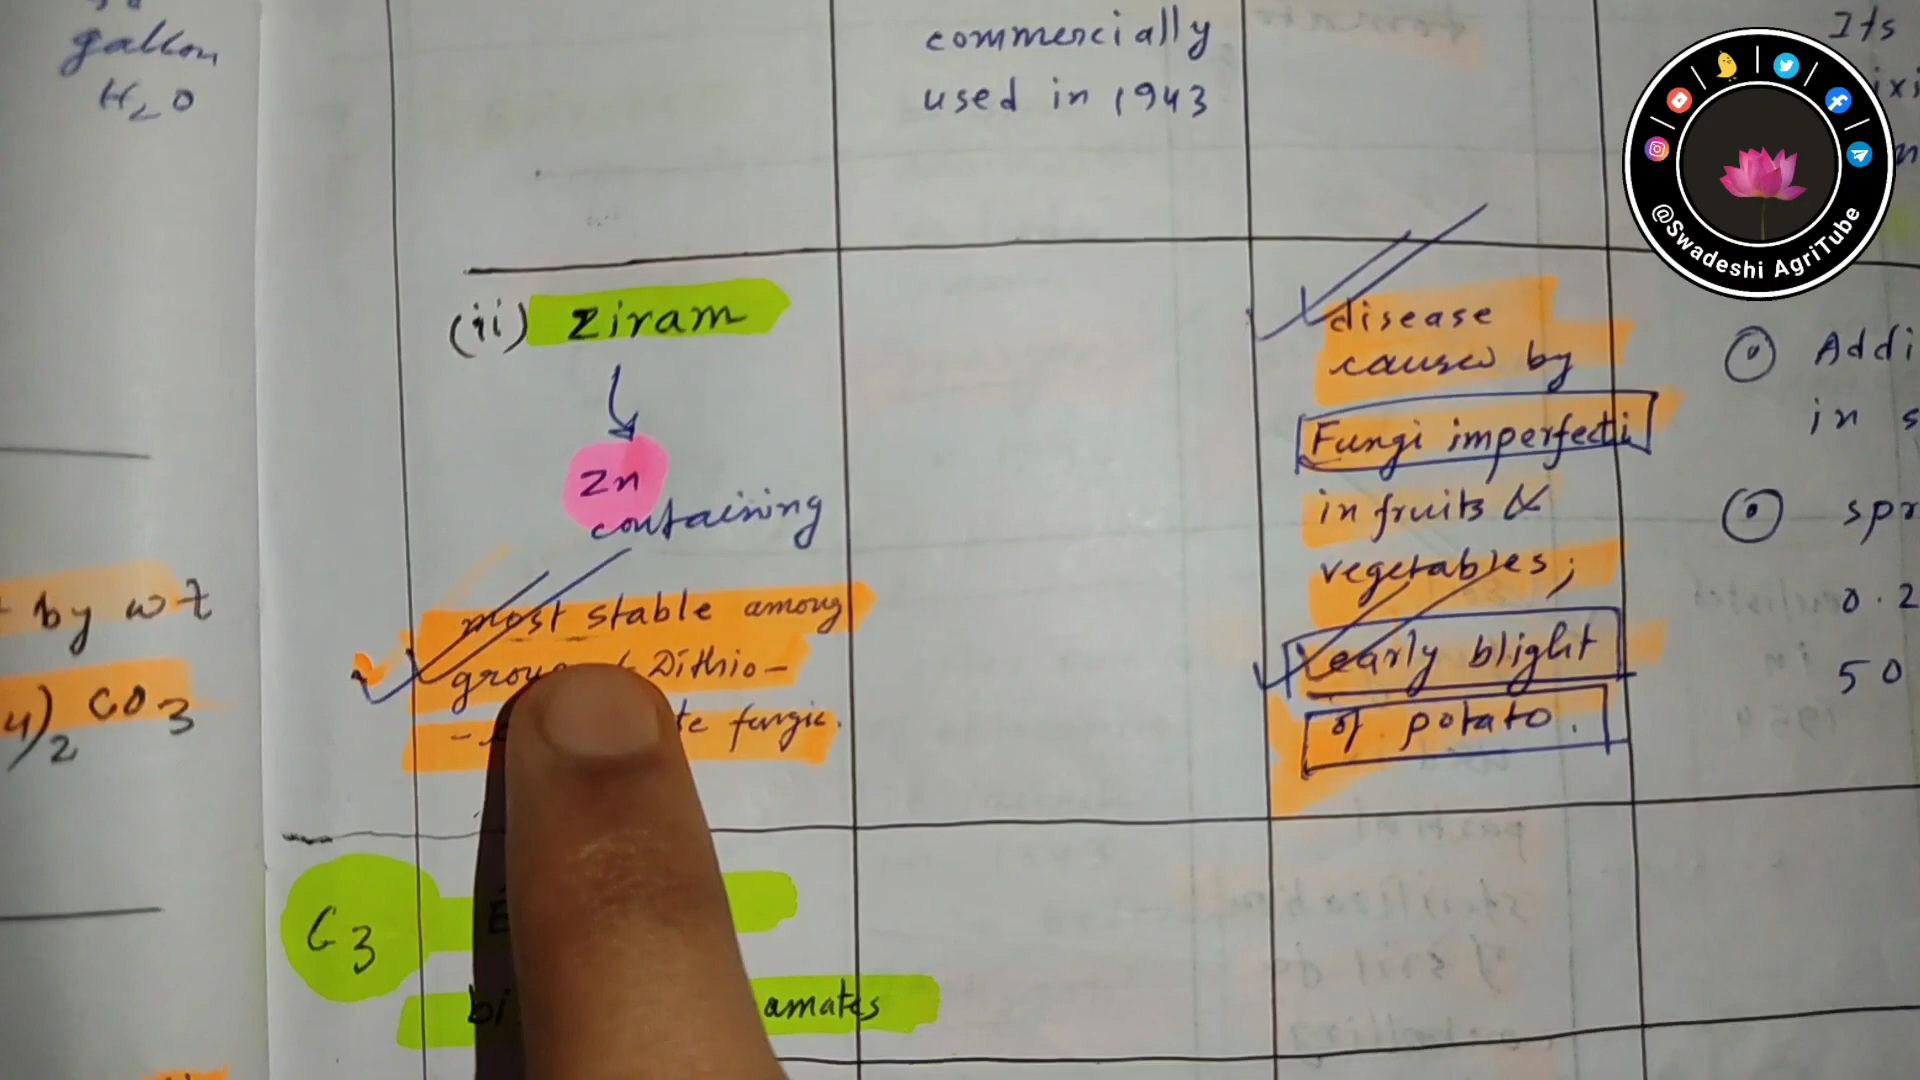 gallon
H2O
by wt
4)2 CO3
commercially
used in 1943
(ii) Ziram
Zn
containing
most stable among
Dithio-
fungic.
C3
amates
disease
caused by
Fungi imperfecti
in fruits &
vegetables;
early blight
of potato.
Its
Addi
in s
spr
0.2
50
@Swadeshi AgriTube